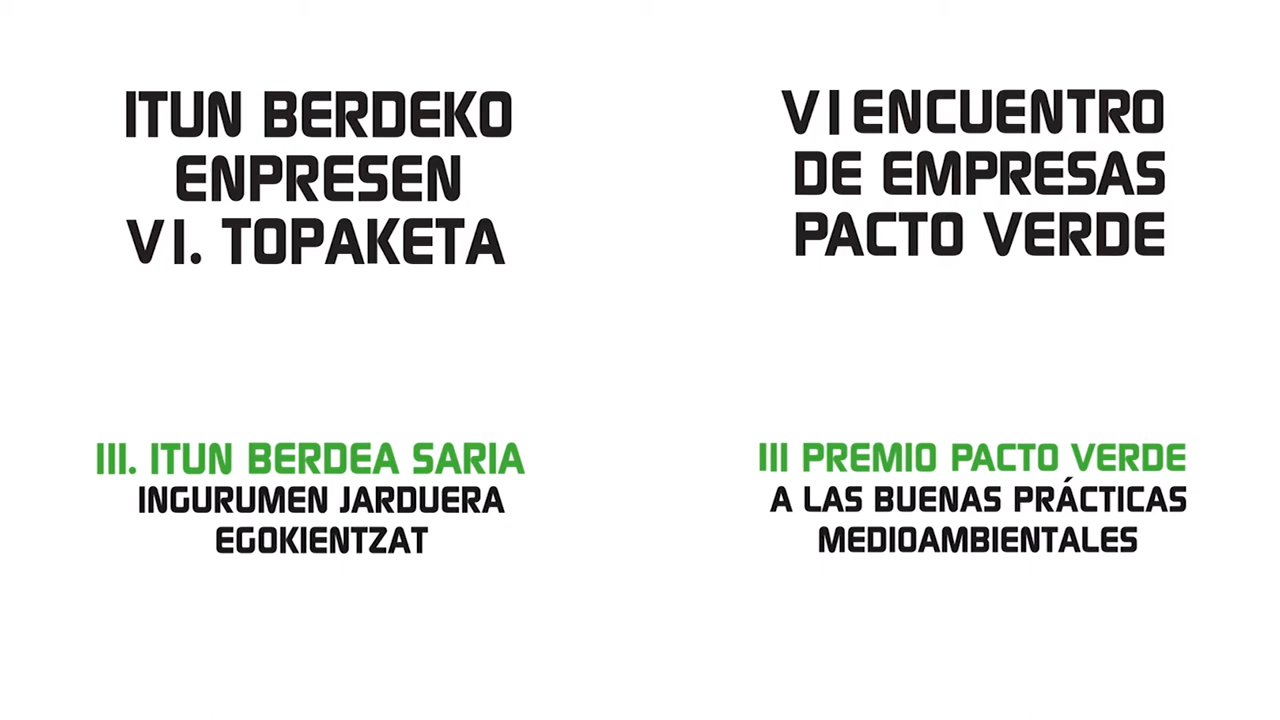 ITUN BERDEKO
ENPRESEN
VI. TOPAKETA
VI ENCUENTRO
DE EMPRESAS
PACTO VERDE
III. ITUN BERDEA SARIA
INGURUMEN JARDUERA
EGOKIENTZAT
III PREMIO PACTO VERDE
A LAS BUENAS PRÁCTICAS
MEDIOAMBIENTALES